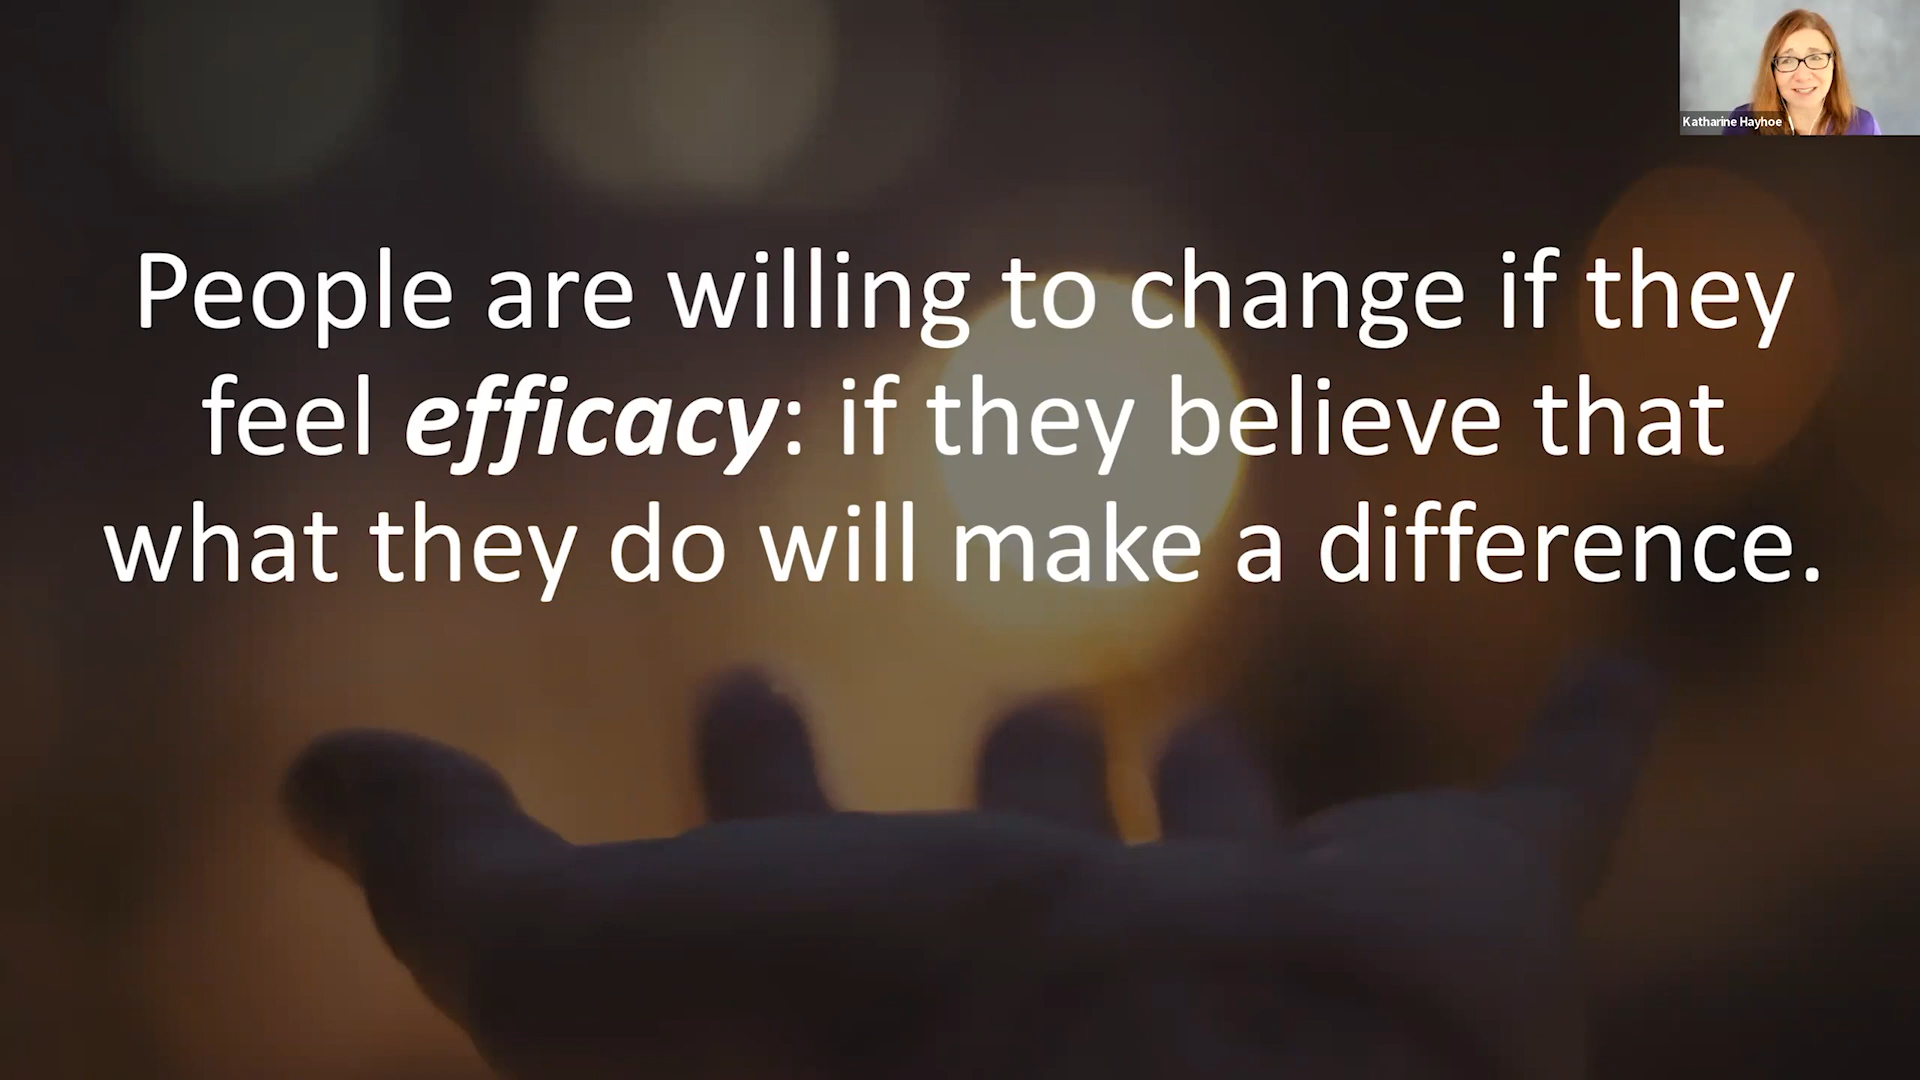 Katharine Hayhoe
People are willing to change if they
feel efficacy: if they believe that
what they do will make a difference.